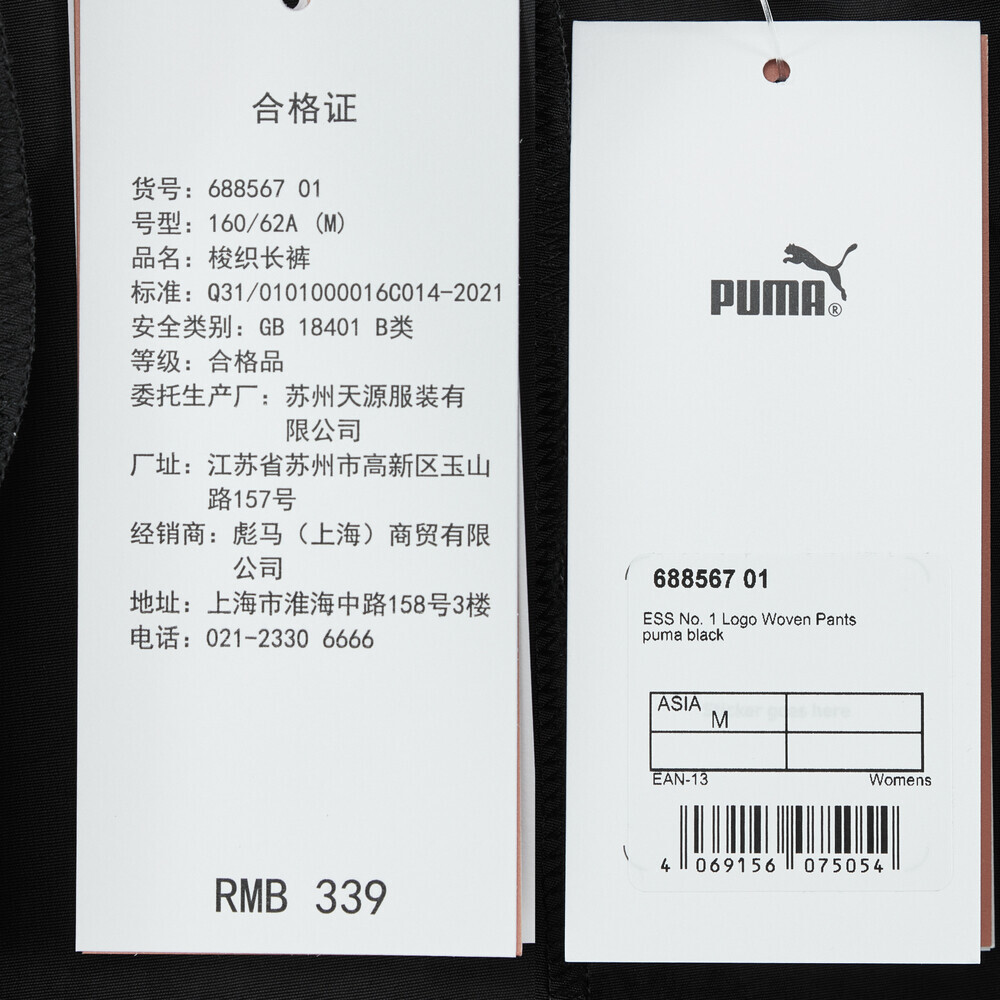 合格证
货号：688567 01
号型：160/62A (M)
品名：梭织长裤
标准：Q31/0101000016C014-2021
安全类别：GB 18401 B类
等级：合格品
委托生产厂：苏州天源服装有
限公司
厂址：江苏省苏州市高新区玉山
路157号
经销商：彪马（上海）商贸有限
公司
地址：上海市淮海中路158号3楼
电话：021-2330 6666
RMB 339
PUMA®
688567 01
ESS No. 1 Logo Woven Pants
puma black
ASIA
M
Sticker goes here
EAN-13 Womens
4 069156 075054